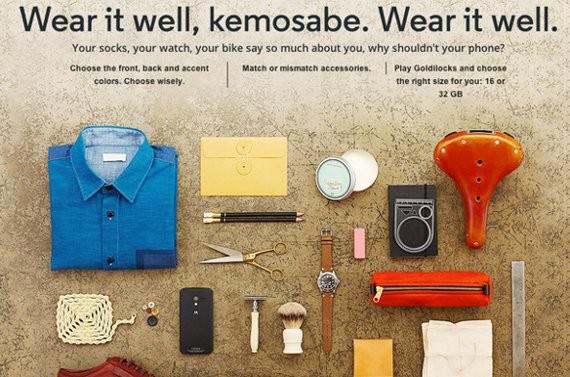 Wear it well, kemosabe. Wear it well.
Your socks, your watch, your bike say so much about you, why shouldn't your phone?
Choose the front, back and accent
colors. Choose wisely.
Match or mismatch accessories.
Play Goldilocks and choose
the right size for you: 16 or
32 GB